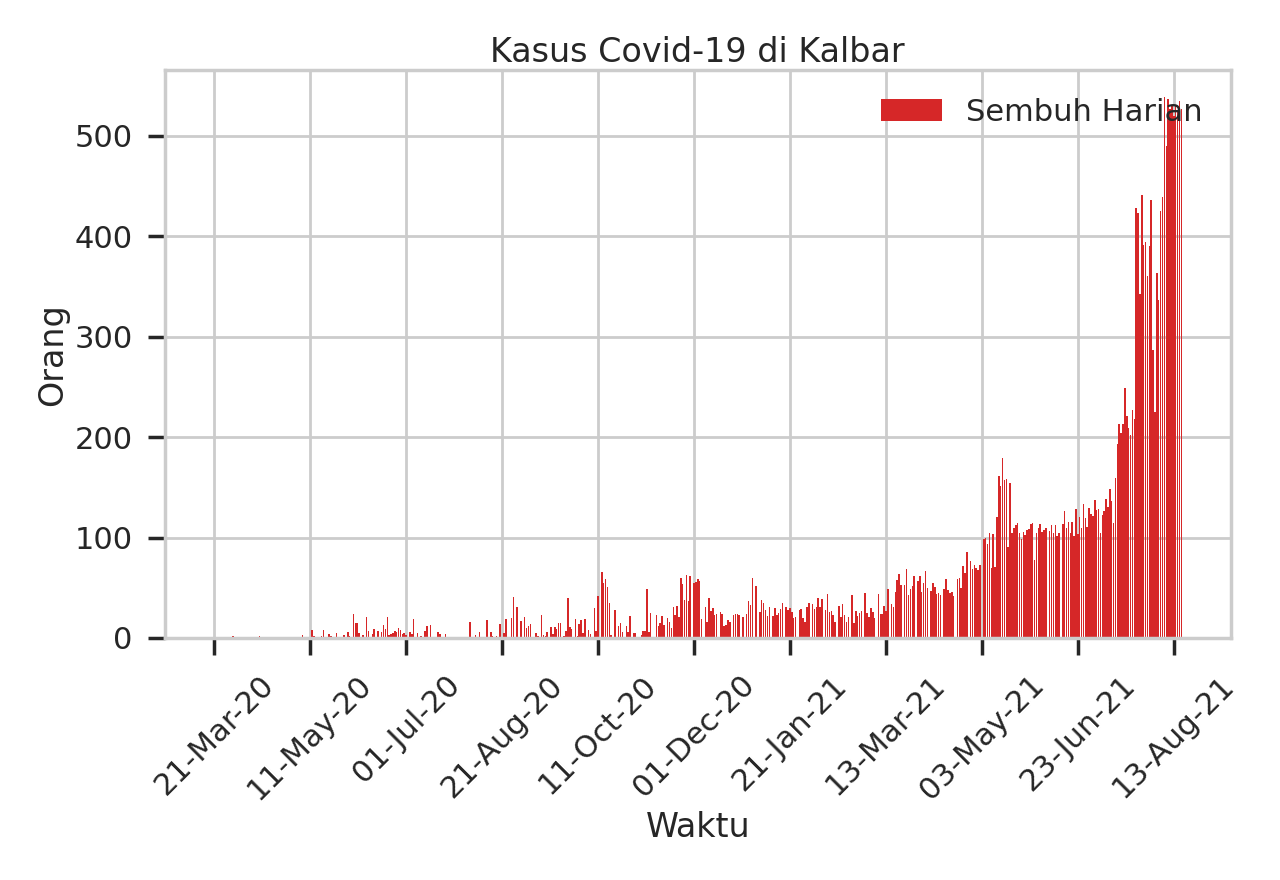 Kasus Covid-19 di Kalbar
Sembuh Harian
Orang
500
400
300
200
100
0
21-Mar-20
11-May-20
01-Jul-20
21-Aug-20
11-Oct-20
01-Dec-20
21-Jan-21
13-Mar-21
03-May-21
23-Jun-21
13-Aug-21
Waktu